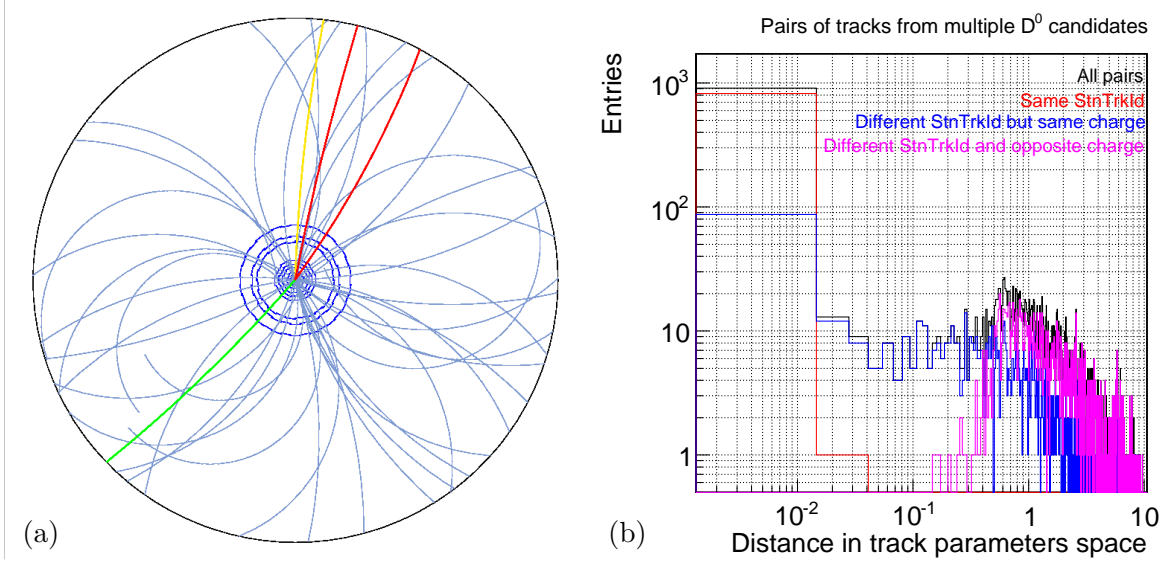 Pairs of tracks from multiple D⁰ candidates
All pairs
Same StnTrkId
Different StnTrkId but same charge
Different StnTrkId and opposite charge
Entries
10³
10²
10
1
10⁻² 10⁻¹ 1 10
Distance in track parameters space
(a)
(b)